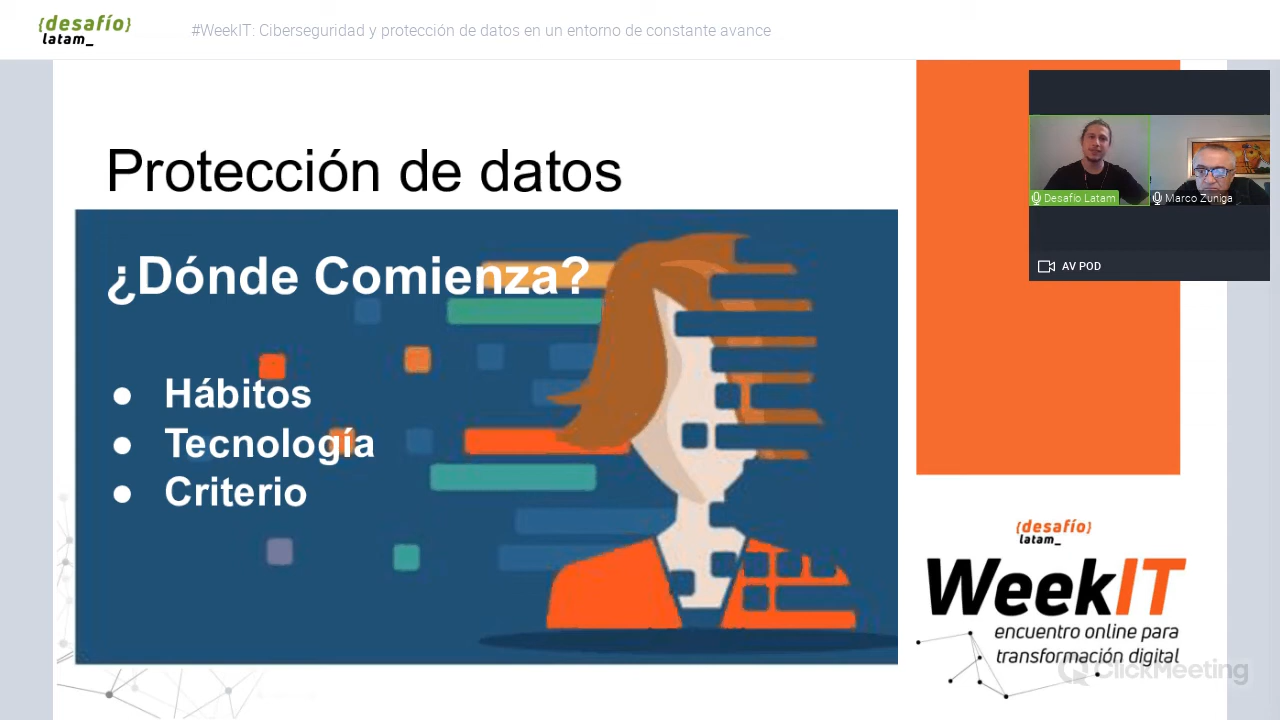 {desafío}
latam_
#WeekIT: Ciberseguridad y protección de datos en un entorno de constante avance
Protección de datos
¿Dónde Comienza?
● Hábitos
● Tecnología
● Criterio
Desafío Latam
Marco Zuniga
AV POD
{desafío}
latam_
WeekIT
encuentro online para
transformación digital
ClickMeeting